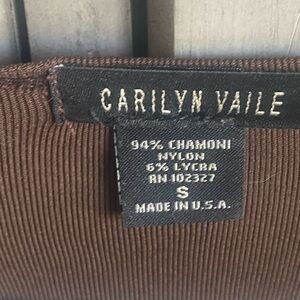 CARILYN VAILE
94% CHAMONI
NYLON
6% LYCRA
RN 102327
S
MADE IN U.S.A.